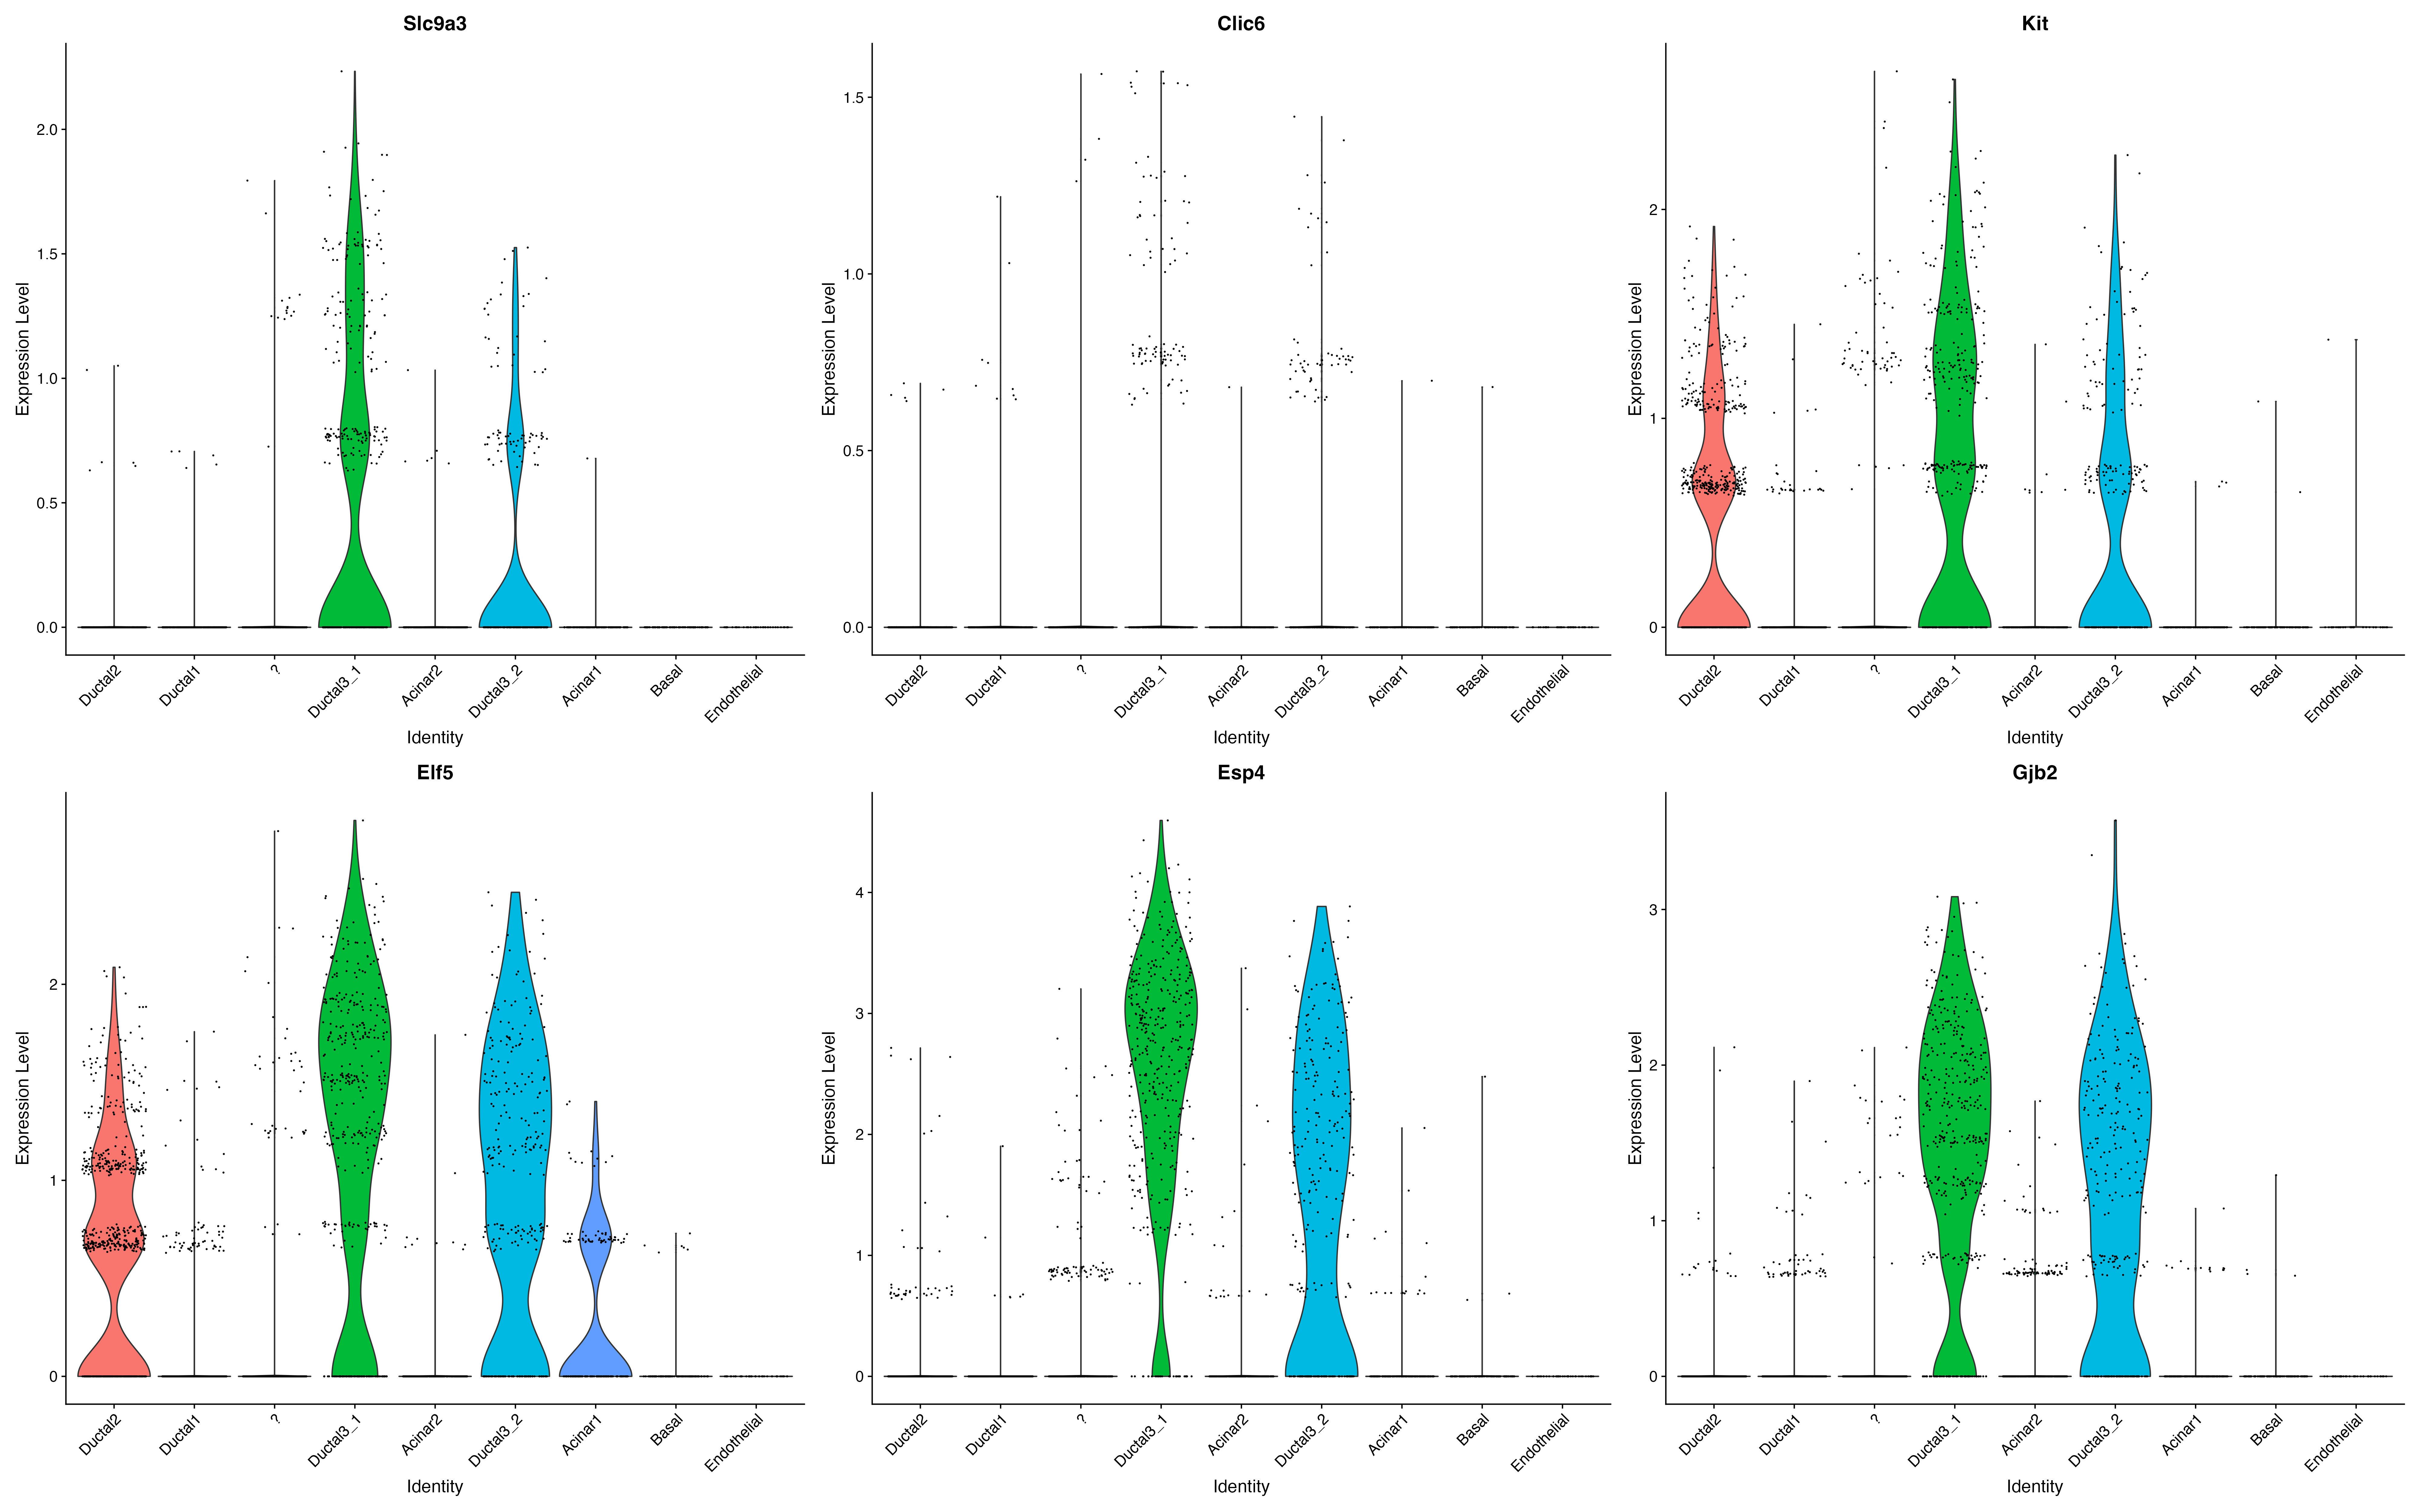 Slc9a3
Clic6
Kit
Expression Level
2.0
1.5
1.0
0.5
0.0
Expression Level
1.5
1.0
0.5
0.0
Expression Level
2
1
0
Ductal2
Ductal1
?
Ductal3_1
Acinar2
Ductal3_2
Acinar1
Basal
Endothelial
Ductal2
Ductal1
?
Ductal3_1
Acinar2
Ductal3_2
Acinar1
Basal
Endothelial
Ductal2
Ductal1
?
Ductal3_1
Acinar2
Ductal3_2
Acinar1
Basal
Endothelial
Identity
Identity
Identity
Elf5
Esp4
Gjb2
Expression Level
2
1
0
Expression Level
4
3
2
1
0
Expression Level
3
2
1
0
Ductal2
Ductal1
?
Ductal3_1
Acinar2
Ductal3_2
Acinar1
Basal
Endothelial
Ductal2
Ductal1
?
Ductal3_1
Acinar2
Ductal3_2
Acinar1
Basal
Endothelial
Ductal2
Ductal1
?
Ductal3_1
Acinar2
Ductal3_2
Acinar1
Basal
Endothelial
Identity
Identity
Identity